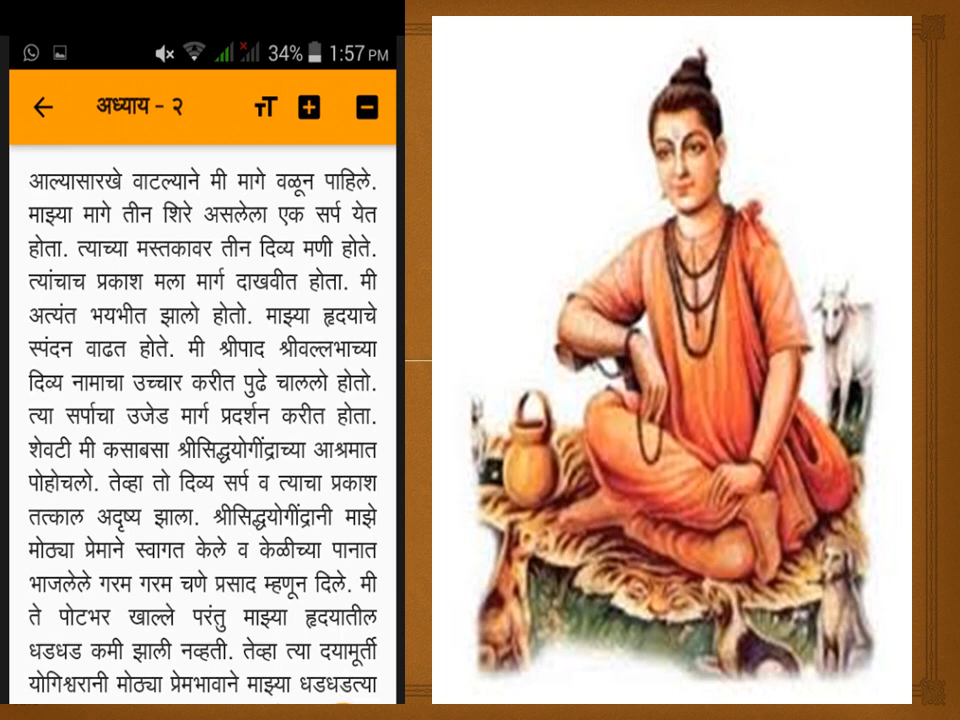 34% 1:57 PM
अध्याय - २ TT
आल्यासारखे वाटल्याने मी मागे वळून पाहिले.
माझ्या मागे तीन शिरे असलेला एक सर्प येत
होता. त्याच्या मस्तकावर तीन दिव्य मणी होते.
त्यांचाच प्रकाश मला मार्ग दाखवीत होता. मी
अत्यंत भयभीत झालो होतो. माझ्या हृदयाचे
स्पंदन वाढत होते. मी श्रीपाद श्रीवल्लभाच्या
दिव्य नामाचा उच्चार करीत पुढे चाललो होतो.
त्या सर्पाचा उजेड मार्ग प्रदर्शन करीत होता.
शेवटी मी कसाबसा श्रीसिद्धयोगींद्राच्या आश्रमात
पोहोचलो. तेव्हा तो दिव्य सर्प व त्याचा प्रकाश
तत्काल अदृष्य झाला. श्रीसिद्धयोगींद्रानी माझे
मोठ्या प्रेमाने स्वागत केले व केळीच्या पानात
भाजलेले गरम गरम चणे प्रसाद म्हणून दिले. मी
ते पोटभर खाल्ले परंतु माझ्या हृदयातील
धडधड कमी झाली नव्हती. तेव्हा त्या दयामूर्ती
योगिश्वरानी मोठ्या प्रेमभावाने माझ्या धडधडत्या